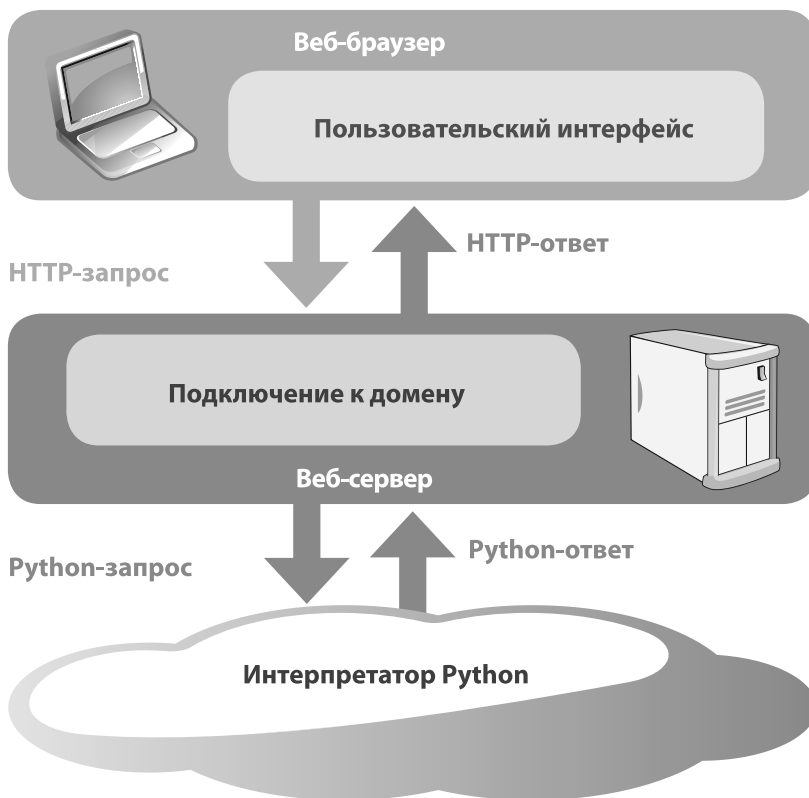 Веб-браузер
Пользовательский интерфейс
HTTP-ответ
HTTP-запрос
Подключение к домену
Веб-сервер
Python-ответ
Python-запрос
Интерпретатор Python